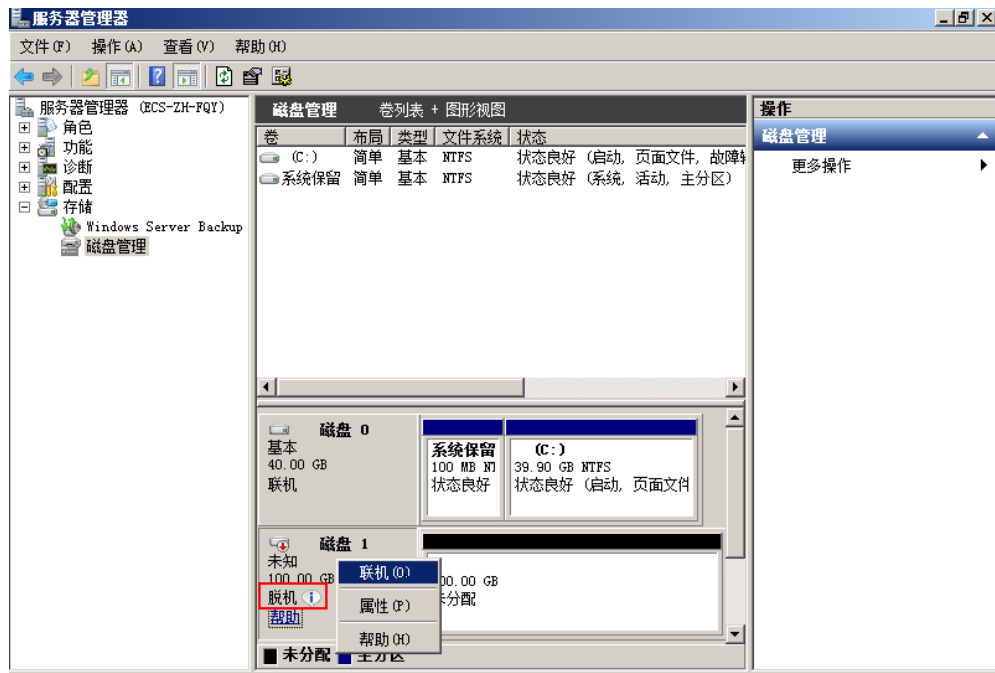 服务器管理器
文件(F) 操作(A) 查看(V) 帮助(H)
服务器管理器 (ECS-ZH-FQY)
角色
功能
诊断
配置
存储
Windows Server Backup
磁盘管理
磁盘管理 卷列表 + 图形视图
卷 布局 类型 文件系统 状态
(C:) 简单 基本 NTFS 状态良好 (启动, 页面文件, 故障转
系统保留 简单 基本 NTFS 状态良好 (系统, 活动, 主分区)
磁盘 0
基本
40.00 GB
联机
系统保留
100 MB NT
状态良好
(C:)
39.90 GB NTFS
状态良好 (启动, 页面文件
磁盘 1
未知
100.00 GB
脱机
帮助
00.00 GB
未分配
联机(O)
属性(P)
帮助(H)
未分配 主分区
操作
磁盘管理
更多操作